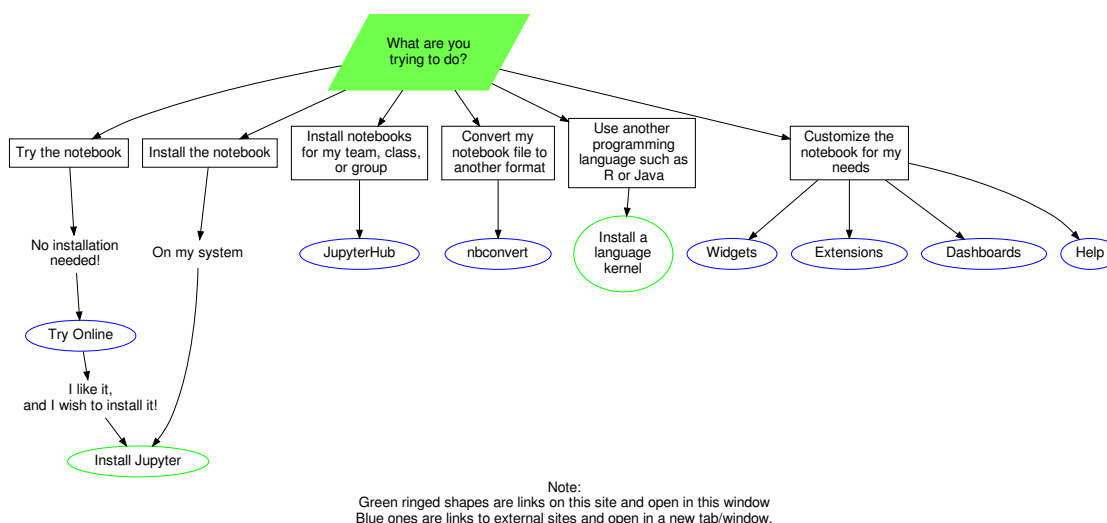 What are you
trying to do?
Try the notebook
Install the notebook
Install notebooks
for my team, class,
or group
Convert my
notebook file to
another format
Use another
programming
language such as
R or Java
Customize the
notebook for my
needs
No installation
needed!
On my system
JupyterHub
nbconvert
Install a
language
kernel
Widgets
Extensions
Dashboards
Help
Try Online
I like it,
and I wish to install it!
Install Jupyter
Note:
Green ringed shapes are links on this site and open in this window
Blue ones are links to external sites and open in a new tab/window.